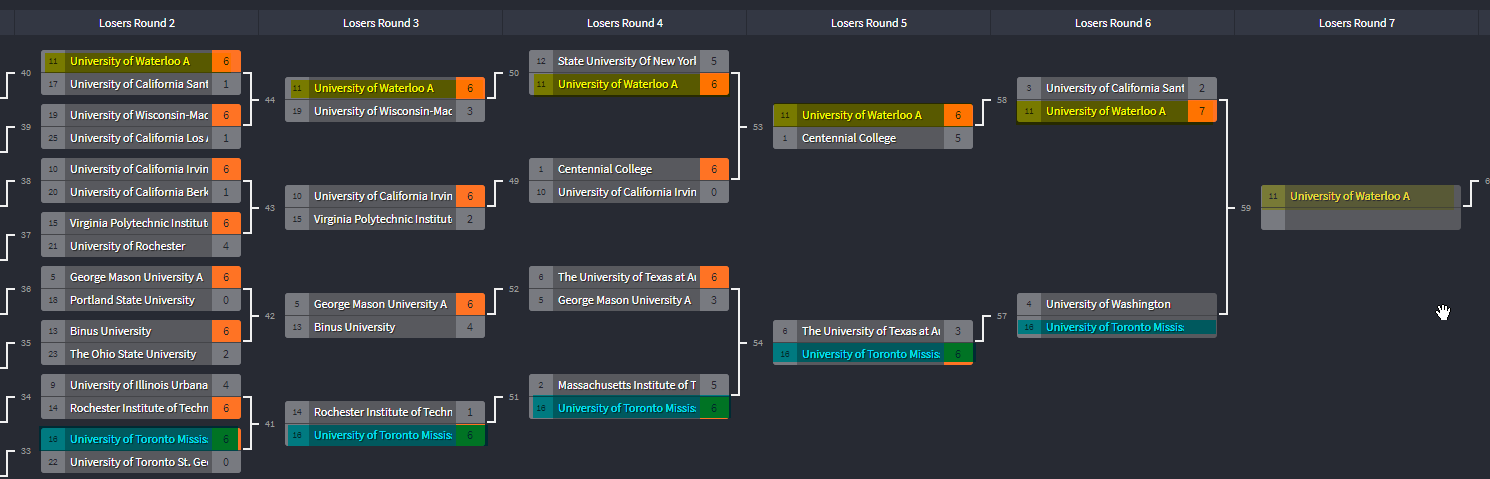 Losers Round 2
Losers Round 3
Losers Round 4
Losers Round 5
Losers Round 6
Losers Round 7
40
11 University of Waterloo A 6
17 University of California Sant 1
39
19 University of Wisconsin-Mad 6
25 University of California Los A 1
38
10 University of California Irvin 6
20 University of California Berk 1
37
15 Virginia Polytechnic Institut 6
21 University of Rochester 4
36
5 George Mason University A 6
18 Portland State University 0
35
13 Binus University 6
23 The Ohio State University 2
34
9 University of Illinois Urbana 4
14 Rochester Institute of Techn 6
33
16 University of Toronto Missis 6
22 University of Toronto St. Geo 0
44
11 University of Waterloo A 6
19 University of Wisconsin-Mad 3
43
10 University of California Irvin 6
15 Virginia Polytechnic Institut 2
42
5 George Mason University A 6
13 Binus University 4
41
14 Rochester Institute of Techn 1
16 University of Toronto Missis 6
50
12 State University Of New Yorl 5
11 University of Waterloo A 6
49
1 Centennial College 6
10 University of California Irvin 0
52
6 The University of Texas at Au 6
5 George Mason University A 3
51
2 Massachusetts Institute of T 5
16 University of Toronto Missis 6
53
11 University of Waterloo A 6
1 Centennial College 5
54
6 The University of Texas at Au 3
16 University of Toronto Missis 6
58
3 University of California Sant 2
11 University of Waterloo A 7
57
4 University of Washington
16 University of Toronto Missis
59
11 University of Waterloo A